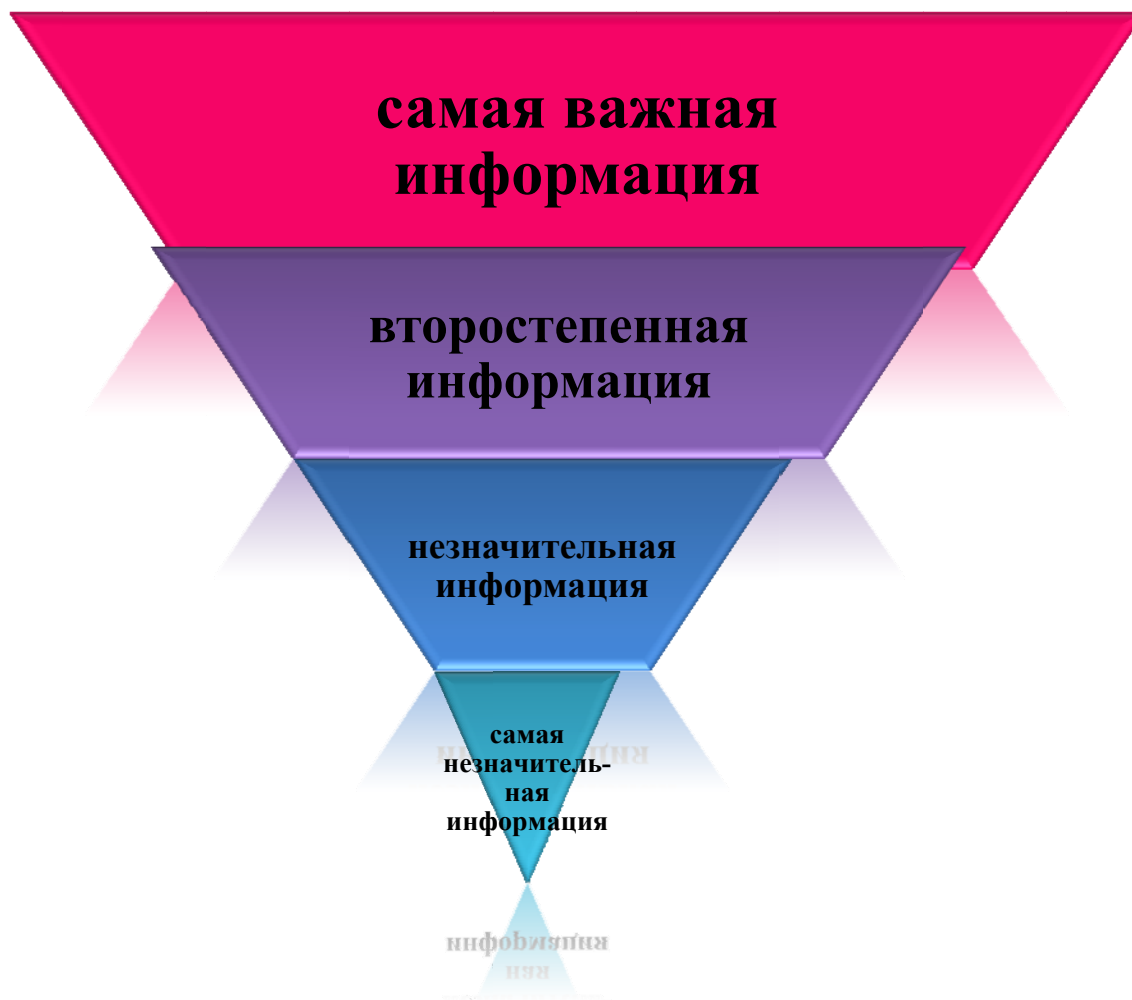 самая важная
информация
второстепенная
информация
незначительная
информация
самая
незначитель-
ная
информация